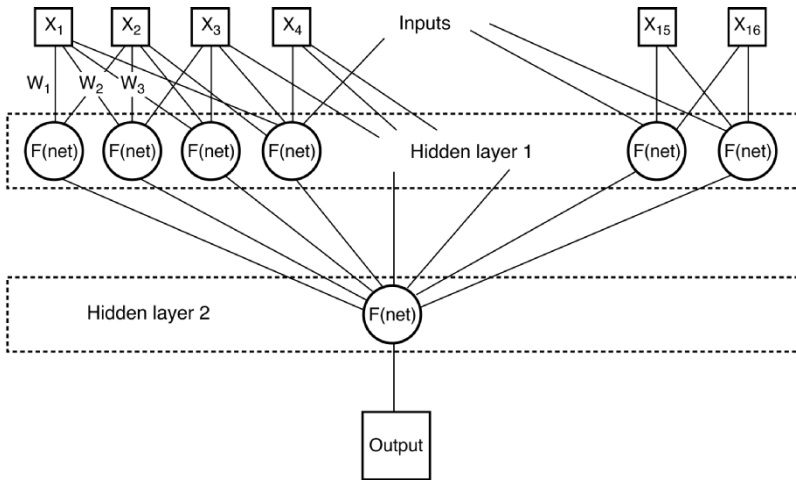 X1 X2 X3 X4 Inputs X15 X16
W1 W2 W3
F(net) F(net) F(net) F(net) Hidden layer 1 F(net) F(net)
Hidden layer 2 F(net)
Output